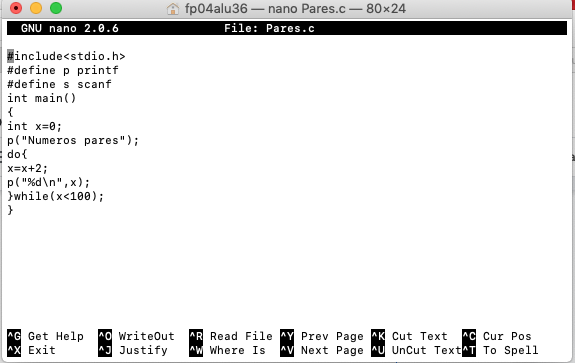 fp04alu36 — nano Pares.c — 80×24
GNU nano 2.0.6 File: Pares.c
#include<stdio.h>
#define p printf
#define s scanf
int main()
{
int x=0;
p("Numeros pares");
do{
x=x+2;
p("%d\n",x);
}while(x<100);
}
^G Get Help ^O WriteOut ^R Read File ^Y Prev Page ^K Cut Text ^C Cur Pos
^X Exit ^J Justify ^W Where Is ^V Next Page ^U UnCut Text ^T To Spell